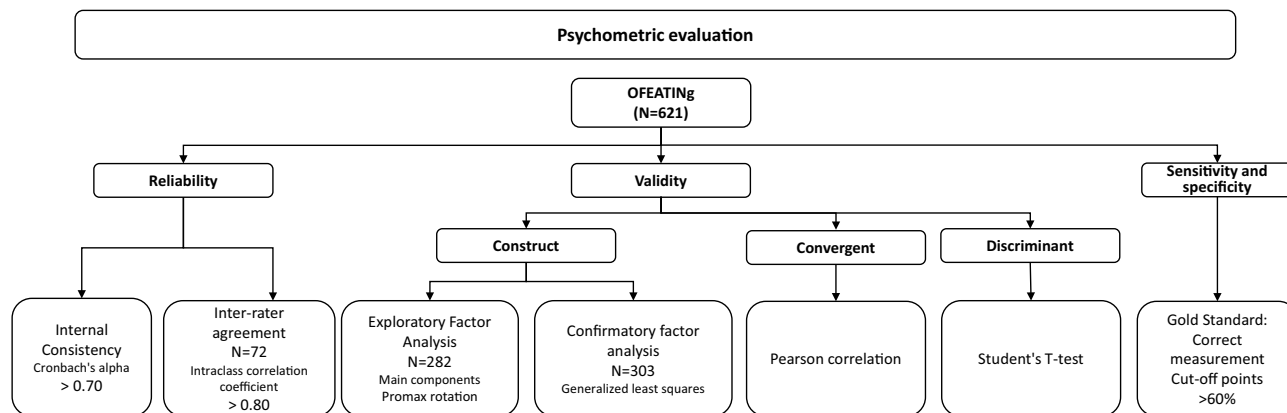 Psychometric evaluation
OFEATINg
(N=621)
Reliability
Validity
Sensitivity and
specificity
Construct
Convergent
Discriminant
Internal
Consistency
Cronbach's alpha
> 0.70
Inter-rater
agreement
N=72
Intraclass correlation
coefficient
> 0.80
Exploratory Factor
Analysis
N=282
Main components
Promax rotation
Confirmatory factor
analysis
N=303
Generalized least squares
Pearson correlation
Student's T-test
Gold Standard:
Correct
measurement
Cut-off points
>60%